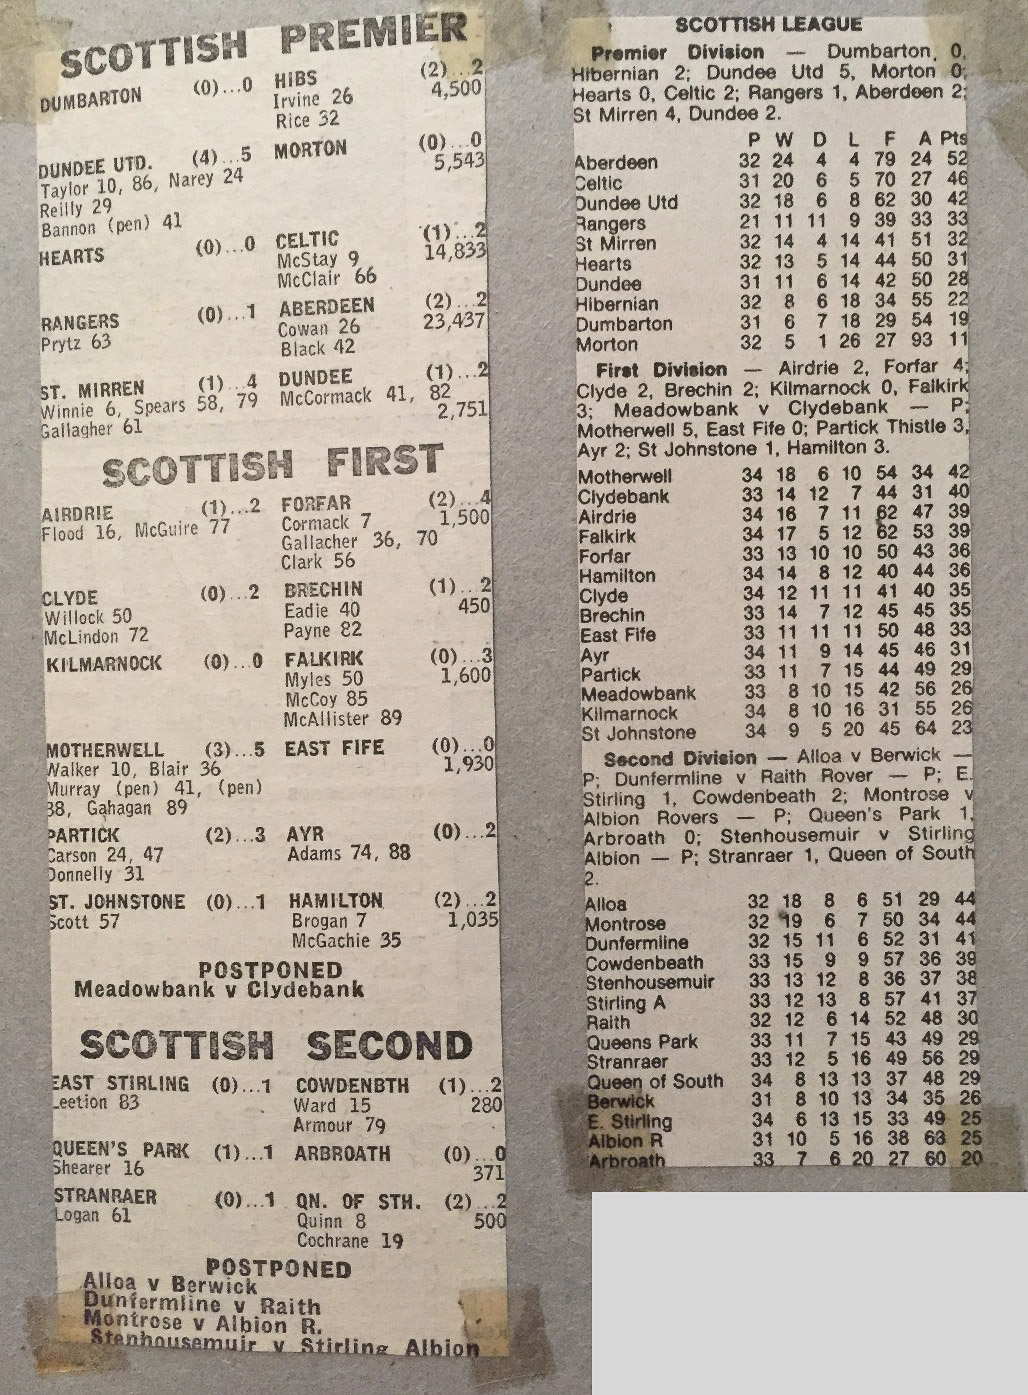 SCOTTISH PREMIER
DUMBARTON (0)...0 HIBS (2)...2
Irvine 26 4,500
Rice 32
DUNDEE UTD. (4)...5 MORTON (0)...0
Taylor 10, 86, Narey 24 5,543
Reilly 29
Bannon (pen) 41
HEARTS (0)...0 CELTIC (1)...2
McStay 9 14,833
McClair 66
RANGERS (0)...1 ABERDEEN (2)...2
Prytz 63 Cowan 26 23,437
Black 42
ST. MIRREN (1)...4 DUNDEE (1)...2
Winnie 6, Spears 58, 79 McCormack 41, 82
Gallagher 61 2,751
SCOTTISH FIRST
AIRDRIE (1)...2 FORFAR (2)...4
Flood 16, McGuire 77 Cormack 7 1,500
Gallacher 36, 70
Clark 56
CLYDE (0)...2 BRECHIN (1)...2
Willock 50 Eadie 40 450
McLindon 72 Payne 82
KILMARNOCK (0)...0 FALKIRK (0)...3
Myles 50 1,600
McCoy 85
McAllister 89
MOTHERWELL (3)...5 EAST FIFE (0)...0
Walker 10, Blair 36 1,930
Murray (pen) 41, (pen)
88, Gahagan 89
PARTICK (2)...3 AYR (0)...2
Carson 24, 47 Adams 74, 88
Donnelly 31
ST. JOHNSTONE (0)...1 HAMILTON (2)...2
Scott 57 Brogan 7 1,035
McGachie 35
POSTPONED
Meadowbank v Clydebank
SCOTTISH SECOND
EAST STIRLING (0)...1 COWDENBTH (1)...2
Leetion 83 Ward 15 280
Armour 79
QUEEN'S PARK (1)...1 ARBROATH (0)...0
Shearer 16 371
STRANRAER (0)...1 QN. OF STH. (2)...2
Logan 61 Quinn 8 500
Cochrane 19
POSTPONED
Alloa v Berwick
Dunfermline v Raith
Montrose v Albion R.
Stenhousemuir v Stirling Albion
SCOTTISH LEAGUE
Premier Division — Dumbarton 0,
Hibernian 2; Dundee Utd 5, Morton 0;
Hearts 0, Celtic 2; Rangers 1, Aberdeen 2;
St Mirren 4, Dundee 2.
P W D L F A Pts
Aberdeen 32 24 4 4 79 24 52
Celtic 31 20 6 5 70 27 46
Dundee Utd 32 18 6 8 62 30 42
Rangers 21 11 11 9 39 33 33
St Mirren 32 14 4 14 41 51 32
Hearts 32 13 5 14 44 50 31
Dundee 31 11 6 14 42 50 28
Hibernian 32 8 6 18 34 55 22
Dumbarton 31 6 7 18 29 54 19
Morton 32 5 1 26 27 93 11
First Division — Airdrie 2, Forfar 4;
Clyde 2, Brechin 2; Kilmarnock 0, Falkirk
3; Meadowbank v Clydebank — P;
Motherwell 5, East Fife 0; Partick Thistle 3,
Ayr 2; St Johnstone 1, Hamilton 3.
Motherwell 34 18 6 10 54 34 42
Clydebank 33 14 12 7 44 31 40
Airdrie 34 16 7 11 62 47 39
Falkirk 34 17 5 12 62 53 39
Forfar 33 13 10 10 50 43 36
Hamilton 34 14 8 12 40 44 36
Clyde 34 12 11 11 41 40 35
Brechin 33 14 7 12 45 45 35
East Fife 33 11 11 11 50 48 33
Ayr 34 11 9 14 45 46 31
Partick 33 11 7 15 44 49 29
Meadowbank 33 8 10 15 42 56 26
Kilmarnock 34 8 10 16 31 55 26
St Johnstone 34 9 5 20 45 64 23
Second Division — Alloa v Berwick —
P; Dunfermline v Raith Rover — P; E.
Stirling 1, Cowdenbeath 2; Montrose v
Albion Rovers — P; Queen's Park 1,
Arbroath 0; Stenhousemuir v Stirling
Albion — P; Stranraer 1, Queen of South
2.
Alloa 32 18 8 6 51 29 44
Montrose 32 19 6 7 50 34 44
Dunfermline 32 15 11 6 52 31 41
Cowdenbeath 33 15 9 9 57 36 39
Stenhousemuir 33 13 12 8 36 37 38
Stirling A 33 12 13 8 57 41 37
Raith 32 12 6 14 52 48 30
Queens Park 33 11 7 15 43 49 29
Stranraer 33 12 5 16 49 56 29
Queen of South 34 8 13 13 37 48 29
Berwick 31 8 10 13 34 35 26
E. Stirling 34 6 13 15 33 49 25
Albion R 31 10 5 16 38 63 25
Arbroath 33 7 6 20 27 60 20